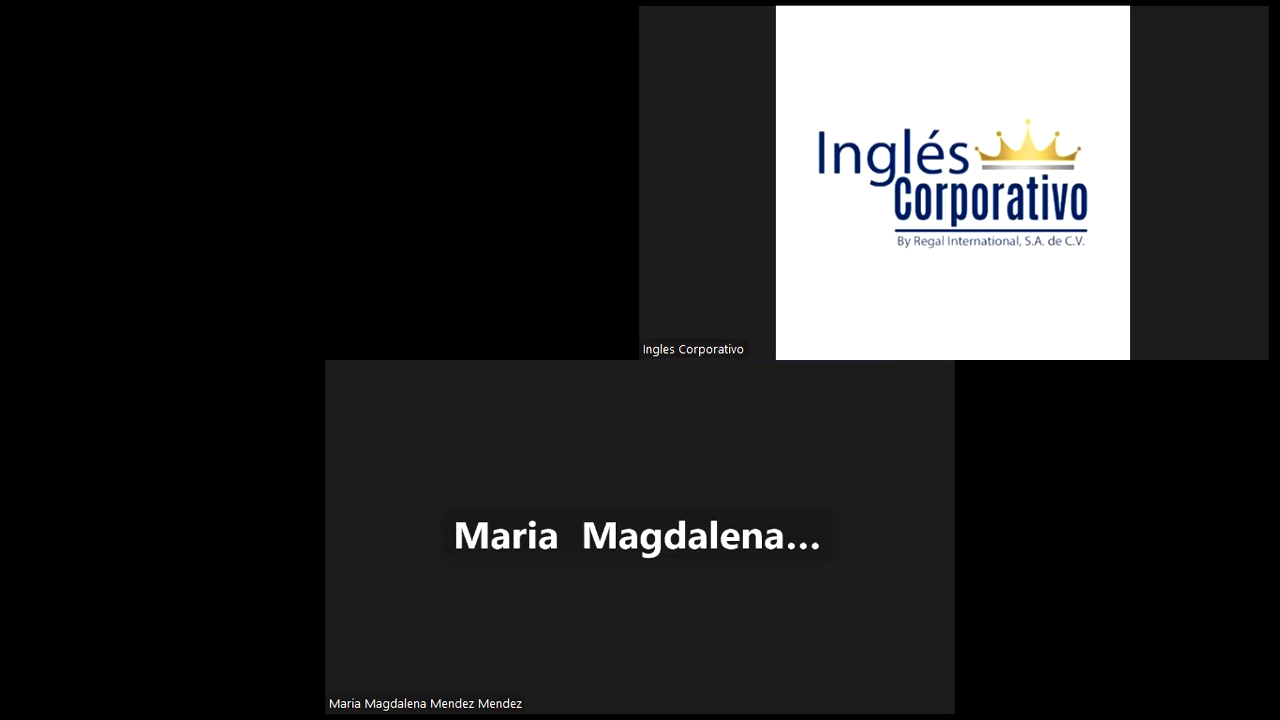 Inglés
Corporativo
By Regal International, S.A. de C.V.
Ingles Corporativo
Maria Magdalena...
Maria Magdalena Mendez Mendez